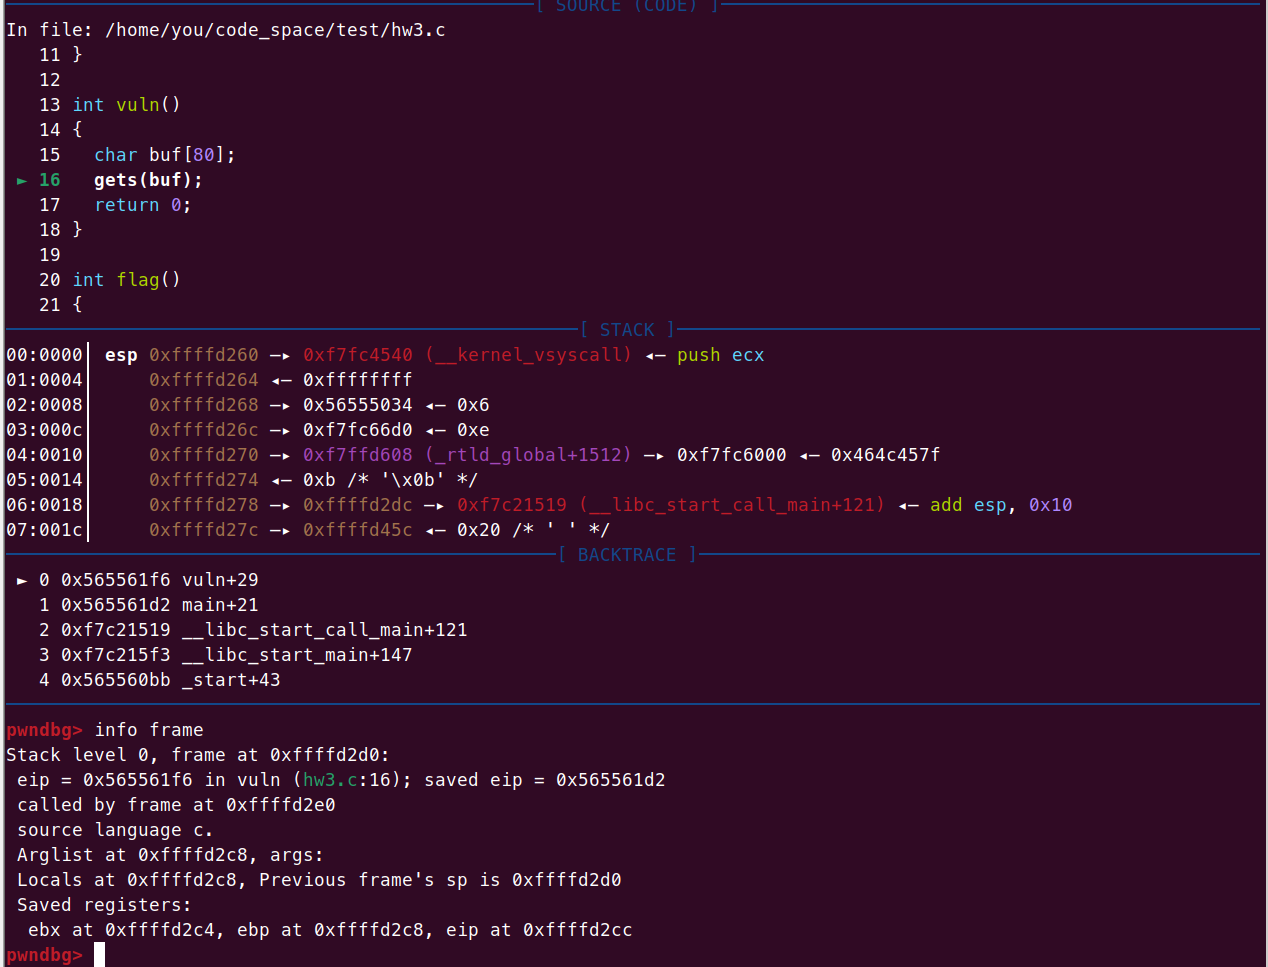 [ SOURCE (CODE) ]
In file: /home/you/code_space/test/hw3.c
11 }
12
13 int vuln()
14 {
15   char buf[80];
► 16   gets(buf);
17   return 0;
18 }
19
20 int flag()
21 {
[ STACK ]
00:0000│ esp 0xffffd260 —▸ 0xf7fc4540 (__kernel_vsyscall) ◂— push ecx
01:0004│     0xffffd264 ◂— 0xffffffff
02:0008│     0xffffd268 —▸ 0x56555034 ◂— 0x6
03:000c│     0xffffd26c —▸ 0xf7fc66d0 ◂— 0xe
04:0010│     0xffffd270 —▸ 0xf7ffd608 (_rtld_global+1512) —▸ 0xf7fc6000 ◂— 0x464c457f
05:0014│     0xffffd274 ◂— 0xb /* '\x0b' */
06:0018│     0xffffd278 —▸ 0xffffd2dc —▸ 0xf7c21519 (__libc_start_call_main+121) ◂— add esp, 0x10
07:001c│     0xffffd27c —▸ 0xffffd45c ◂— 0x20 /* ' ' */
[ BACKTRACE ]
► 0 0x565561f6 vuln+29
1 0x565561d2 main+21
2 0xf7c21519 __libc_start_call_main+121
3 0xf7c215f3 __libc_start_main+147
4 0x565560bb _start+43
pwndbg> info frame
Stack level 0, frame at 0xffffd2d0:
eip = 0x565561f6 in vuln (hw3.c:16); saved eip = 0x565561d2
called by frame at 0xffffd2e0
source language c.
Arglist at 0xffffd2c8, args:
Locals at 0xffffd2c8, Previous frame's sp is 0xffffd2d0
Saved registers:
ebx at 0xffffd2c4, ebp at 0xffffd2c8, eip at 0xffffd2cc
pwndbg>